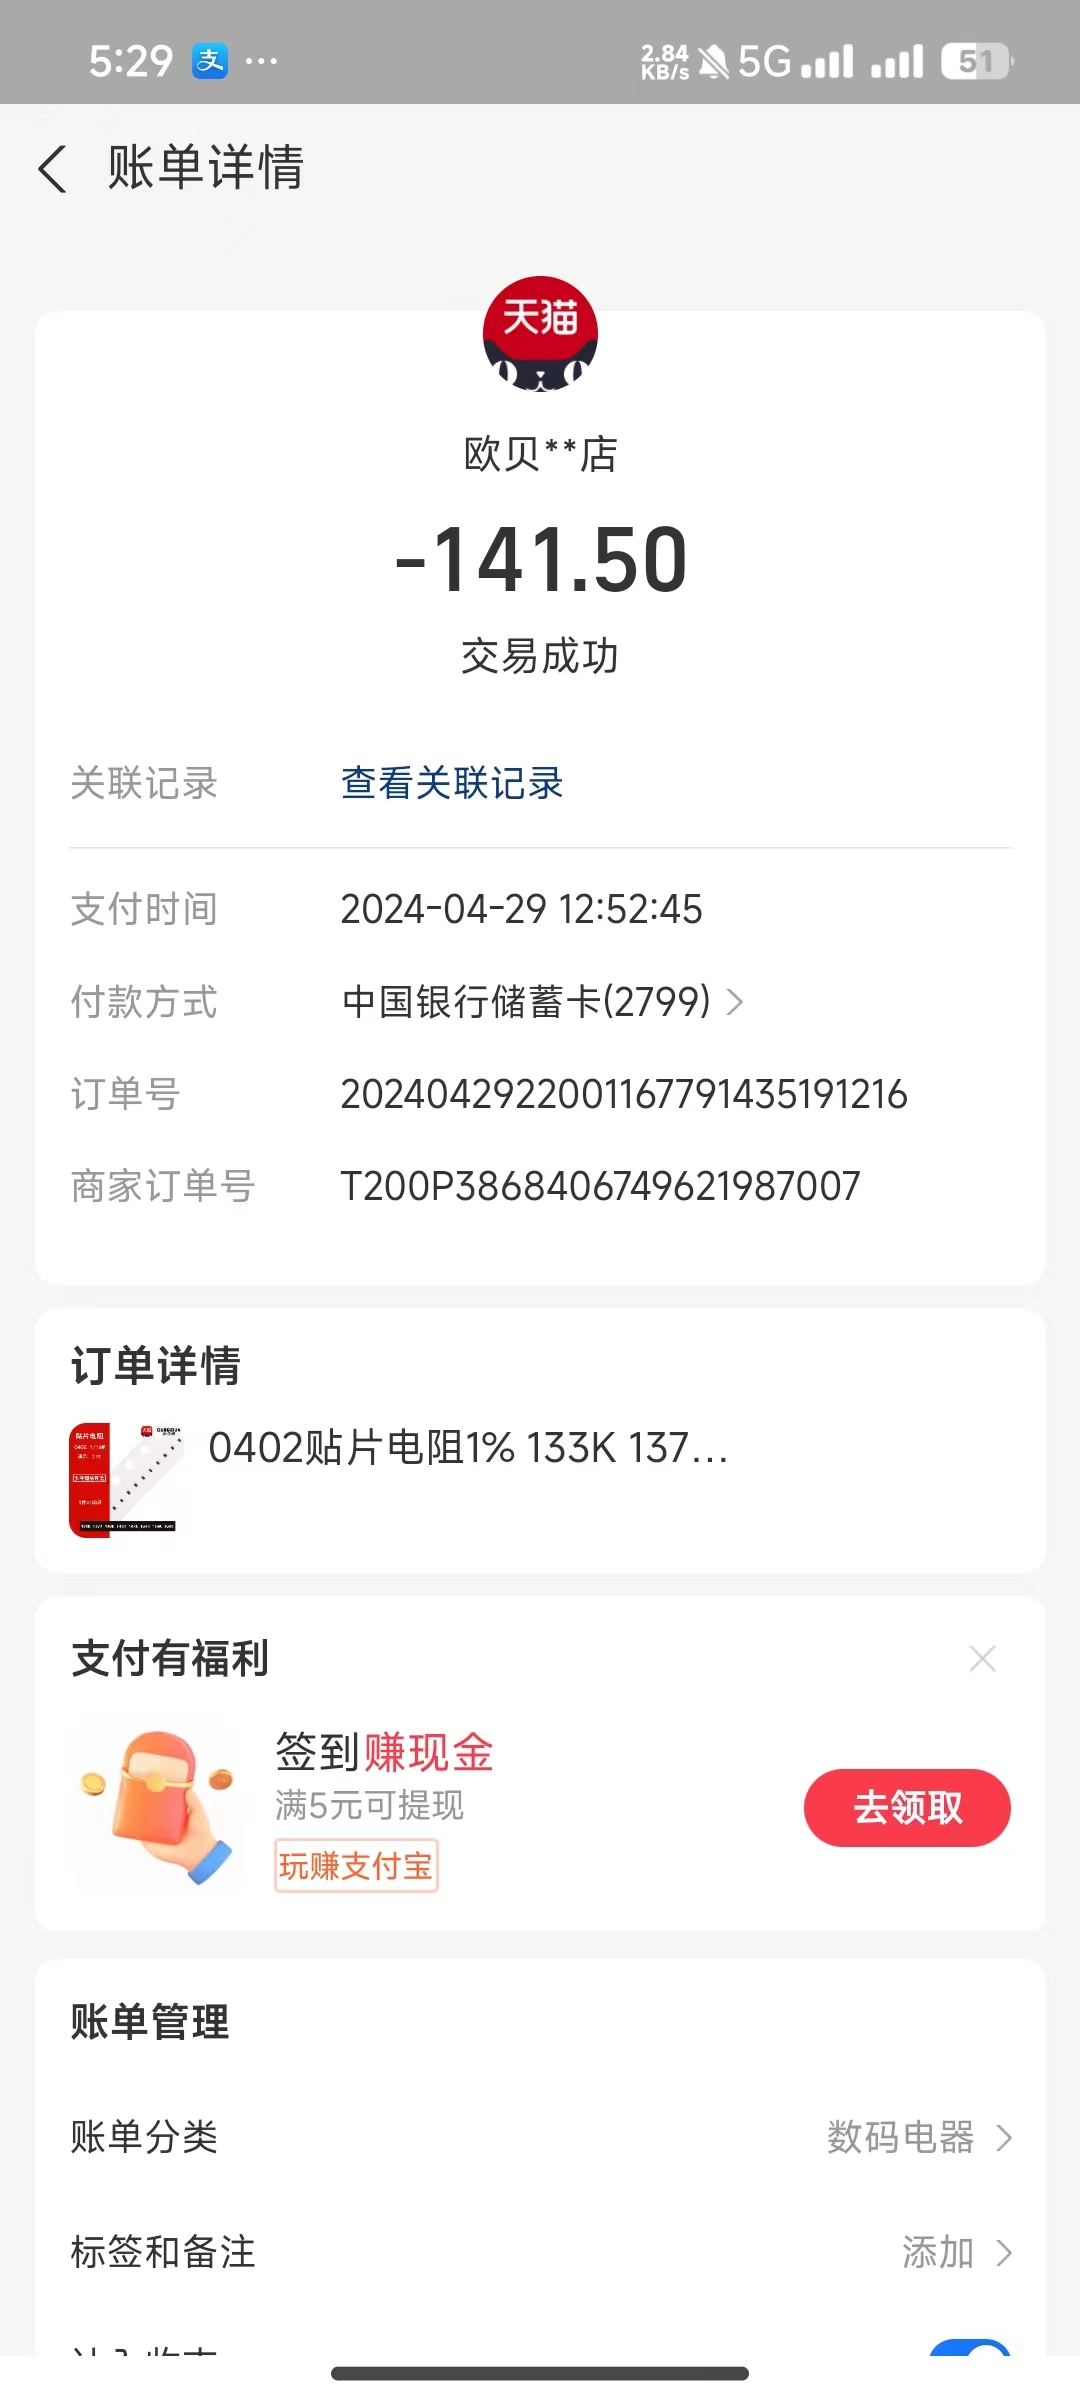 5:29 支 ...
2.84 KB/s 5G 51
账单详情
天猫
欧贝**店
-141.50
交易成功
关联记录 查看关联记录
支付时间 2024-04-29 12:52:45
付款方式 中国银行储蓄卡(2799)
订单号 2024042922001167791435191216
商家订单号 T200P3868406749621987007
订单详情
贴片电阻
0402贴片电阻1% 133K 137...
支付有福利
签到赚现金
满5元可提现
玩赚支付宝
去领取
账单管理
账单分类 数码电器
标签和备注 添加